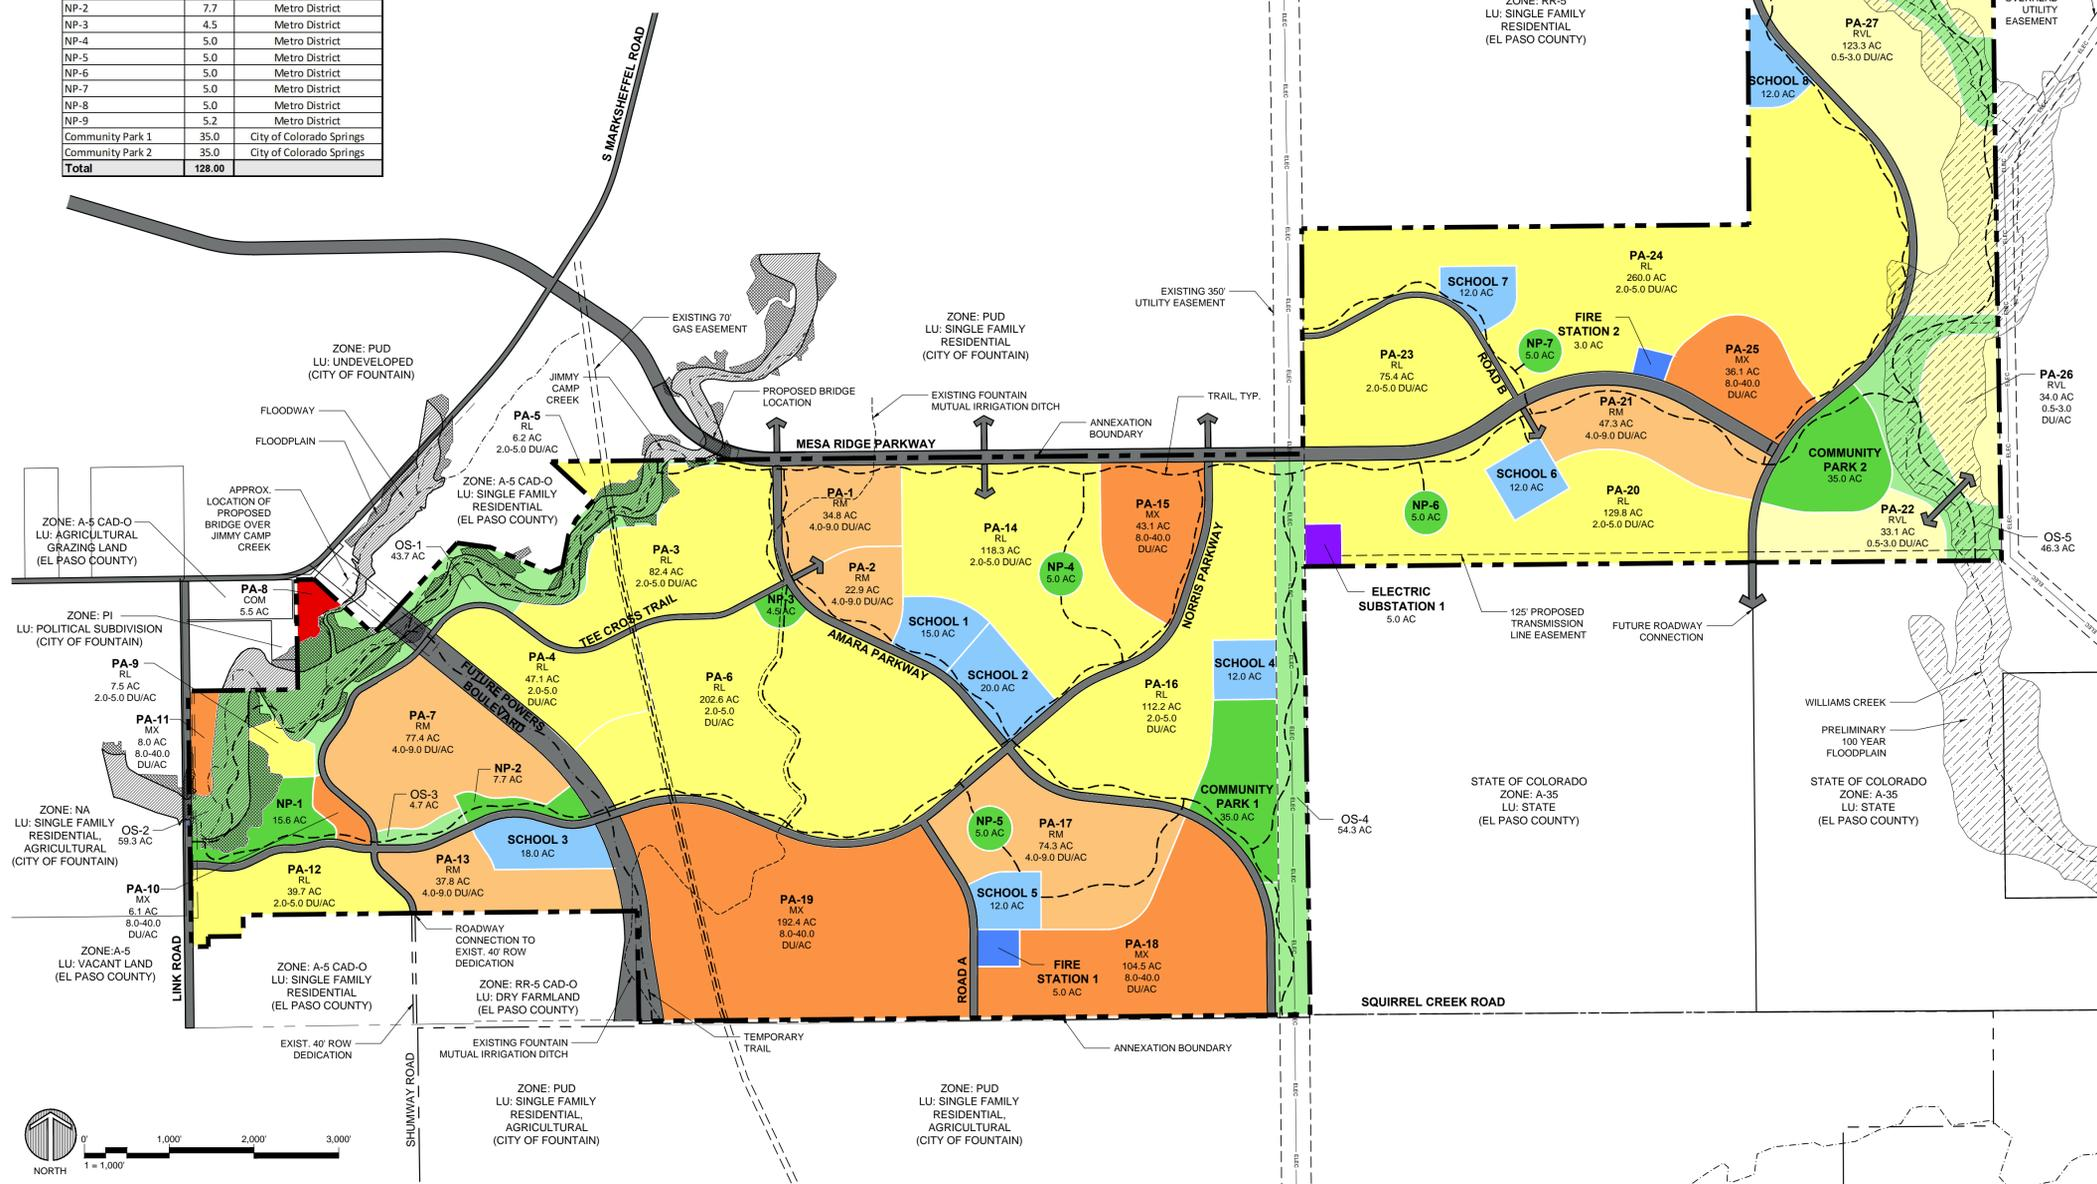 NP-2 7.7 Metro District
NP-3 4.5 Metro District
NP-4 5.0 Metro District
NP-5 5.0 Metro District
NP-6 5.0 Metro District
NP-7 5.0 Metro District
NP-8 5.0 Metro District
NP-9 5.2 Metro District
Community Park 1 35.0 City of Colorado Springs
Community Park 2 35.0 City of Colorado Springs
Total 128.00
S MARKSHEFFEL ROAD
ZONE: RR-5
LU: SINGLE FAMILY
RESIDENTIAL
(EL PASO COUNTY)
PA-27
RVL
123.3 AC
0.5-3.0 DU/AC
OVERHEAD
UTILITY
EASEMENT
SCHOOL 8
12.0 AC
PA-24
RL
260.0 AC
2.0-5.0 DU/AC
SCHOOL 7
12.0 AC
EXISTING 350'
UTILITY EASEMENT
EXISTING 70'
GAS EASEMENT
ZONE: PUD
LU: SINGLE FAMILY
RESIDENTIAL
(CITY OF FOUNTAIN)
ZONE: PUD
LU: UNDEVELOPED
(CITY OF FOUNTAIN)
FIRE
STATION 2
3.0 AC
NP-7
5.0 AC
PA-25
MX
36.1 AC
8.0-40.0
DU/AC
PA-23
RL
75.4 AC
2.0-5.0 DU/AC
ROAD B
PA-26
RVL
34.0 AC
0.5-3.0
DU/AC
JIMMY
CAMP
CREEK
PROPOSED BRIDGE
LOCATION
EXISTING FOUNTAIN
MUTUAL IRRIGATION DITCH
TRAIL, TYP.
ANNEXATION
BOUNDARY
FLOODWAY
FLOODPLAIN
PA-5
RL
6.2 AC
2.0-5.0 DU/AC
MESA RIDGE PARKWAY
PA-21
RM
47.3 AC
4.0-9.0 DU/AC
COMMUNITY
PARK 2
35.0 AC
SCHOOL 6
12.0 AC
PA-20
RL
129.8 AC
2.0-5.0 DU/AC
NP-6
5.0 AC
PA-22
RVL
33.1 AC
0.5-3.0 DU/AC
OS-5
46.3 AC
ZONE: A-5 CAD-O
LU: SINGLE FAMILY
RESIDENTIAL
(EL PASO COUNTY)
APPROX.
LOCATION OF
PROPOSED
BRIDGE OVER
JIMMY CAMP
CREEK
ZONE: A-5 CAD-O
LU: AGRICULTURAL
GRAZING LAND
(EL PASO COUNTY)
OS-1
43.7 AC
PA-1
RM
34.8 AC
4.0-9.0 DU/AC
PA-14
RL
118.3 AC
2.0-5.0 DU/AC
PA-15
MX
43.1 AC
8.0-40.0
DU/AC
PA-3
RL
82.4 AC
2.0-5.0 DU/AC
PA-2
RM
22.9 AC
4.0-9.0 DU/AC
NP-4
5.0 AC
NORRIS PARKWAY
NP-3
4.5 AC
TEE CROSS TRAIL
AMARA PARKWAY
SCHOOL 1
15.0 AC
SCHOOL 2
20.0 AC
ELECTRIC
SUBSTATION 1
5.0 AC
125' PROPOSED
TRANSMISSION
LINE EASEMENT
FUTURE ROADWAY
CONNECTION
PA-8
COM
5.5 AC
ZONE: PI
LU: POLITICAL SUBDIVISION
(CITY OF FOUNTAIN)
PA-9
RL
7.5 AC
2.0-5.0 DU/AC
PA-11
MX
8.0 AC
8.0-40.0
DU/AC
PA-4
RL
47.1 AC
2.0-5.0
DU/AC
FUTURE POWERS
BOULEVARD
PA-6
RL
202.6 AC
2.0-5.0
DU/AC
PA-16
RL
112.2 AC
2.0-5.0
DU/AC
SCHOOL 4
12.0 AC
PA-7
RM
77.4 AC
4.0-9.0 DU/AC
WILLIAMS CREEK
PRELIMINARY
100 YEAR
FLOODPLAIN
NP-2
7.7 AC
OS-3
4.7 AC
NP-1
15.6 AC
COMMUNITY
PARK 1
35.0 AC
STATE OF COLORADO
ZONE: A-35
LU: STATE
(EL PASO COUNTY)
STATE OF COLORADO
ZONE: A-35
LU: STATE
(EL PASO COUNTY)
ZONE: NA
LU: SINGLE FAMILY
RESIDENTIAL,
AGRICULTURAL
(CITY OF FOUNTAIN)
OS-2
59.3 AC
SCHOOL 3
18.0 AC
NP-5
5.0 AC
PA-17
RM
74.3 AC
4.0-9.0 DU/AC
OS-4
54.3 AC
PA-12
RL
39.7 AC
2.0-5.0 DU/AC
PA-13
RM
37.8 AC
4.0-9.0 DU/AC
PA-10
MX
6.1 AC
8.0-40.0
DU/AC
SCHOOL 5
12.0 AC
PA-19
MX
192.4 AC
8.0-40.0
DU/AC
PA-18
MX
104.5 AC
8.0-40.0
DU/AC
FIRE
STATION 1
5.0 AC
ROAD A
ROADWAY
CONNECTION TO
EXIST. 40' ROW
DEDICATION
ZONE:A-5
LU: VACANT LAND
(EL PASO COUNTY)
LINK ROAD
ZONE: A-5 CAD-O
LU: SINGLE FAMILY
RESIDENTIAL
(EL PASO COUNTY)
ZONE: RR-5 CAD-O
LU: DRY FARMLAND
(EL PASO COUNTY)
SQUIRREL CREEK ROAD
EXIST. 40' ROW
DEDICATION
EXISTING FOUNTAIN
MUTUAL IRRIGATION DITCH
TEMPORARY
TRAIL
ANNEXATION BOUNDARY
SHUMWAY ROAD
ZONE: PUD
LU: SINGLE FAMILY
RESIDENTIAL,
AGRICULTURAL
(CITY OF FOUNTAIN)
ZONE: PUD
LU: SINGLE FAMILY
RESIDENTIAL,
AGRICULTURAL
(CITY OF FOUNTAIN)
NORTH
0' 1,000' 2,000' 3,000'
1 = 1,000'
ELEC
ELEC
ELEC
ELEC
ELEC
ELEC
ELEC
ELEC